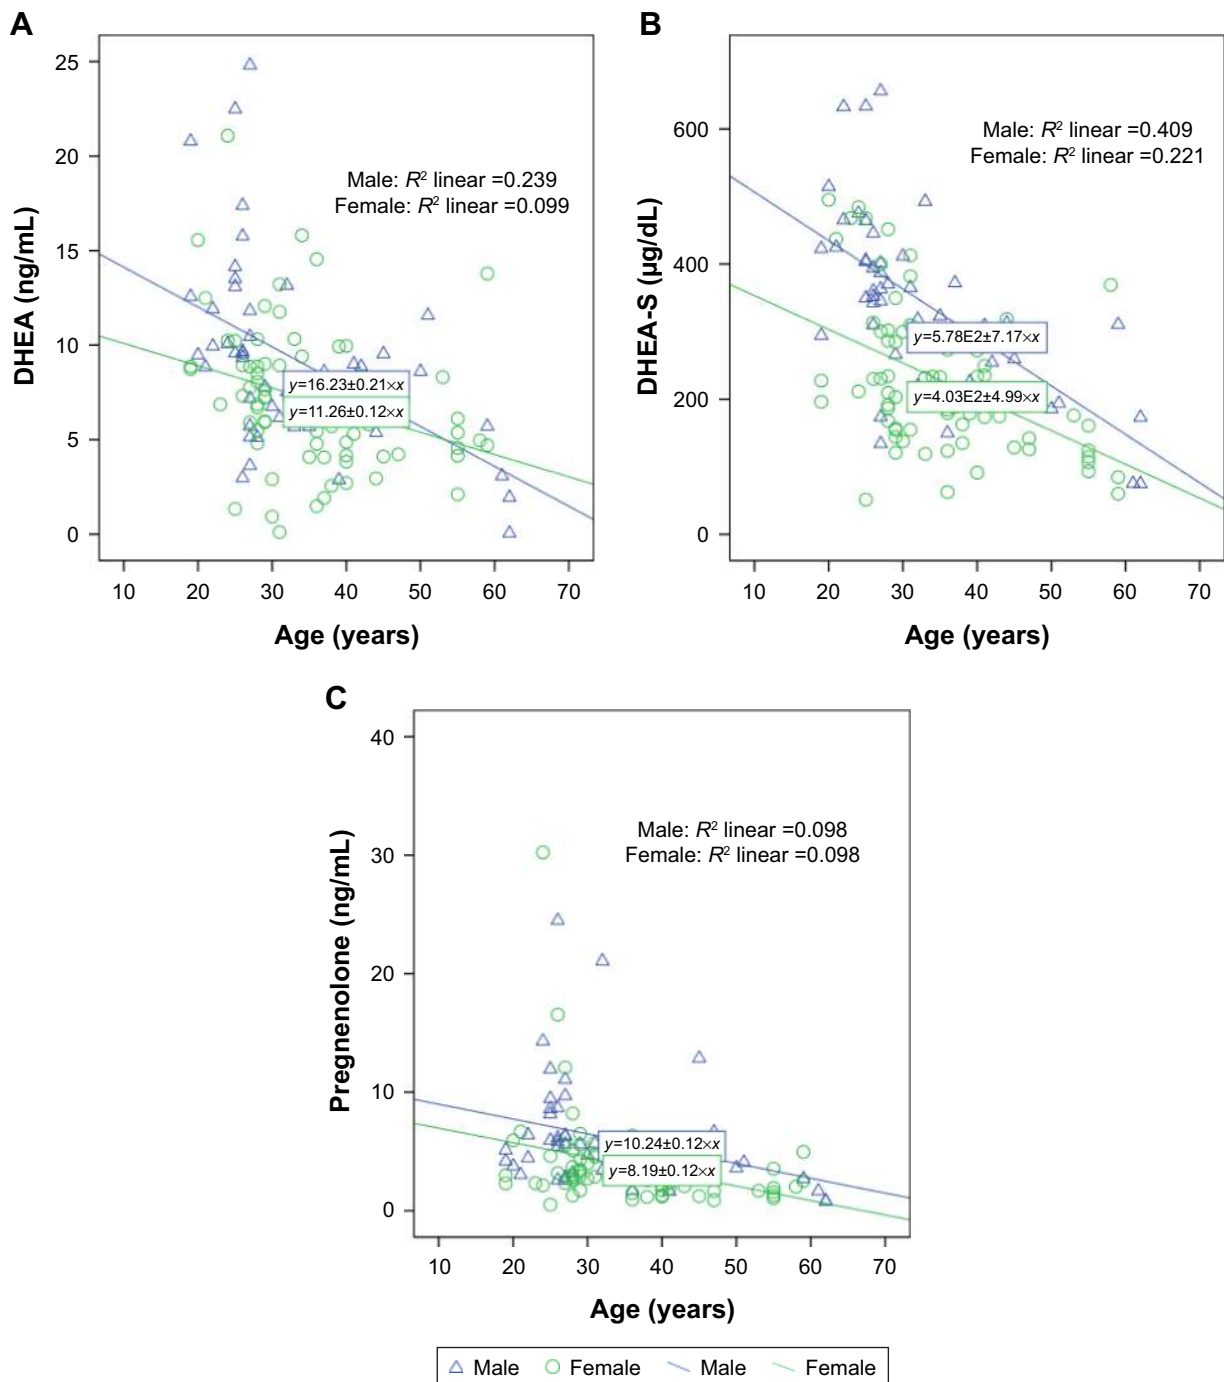 A
25
20
15
10
5
0
DHEA (ng/mL)
Male: R² linear =0.239
Female: R² linear =0.099
y=16.23±0.21×x
y=11.26±0.12×x
10 20 30 40 50 60 70
Age (years)
B
600
400
200
0
DHEA-S (µg/dL)
Male: R² linear =0.409
Female: R² linear =0.221
y=5.78E2±7.17×x
y=4.03E2±4.99×x
10 20 30 40 50 60 70
Age (years)
C
40
30
20
10
0
Pregnenolone (ng/mL)
Male: R² linear =0.098
Female: R² linear =0.098
y=10.24±0.12×x
y=8.19±0.12×x
10 20 30 40 50 60 70
Age (years)
Male Female Male Female